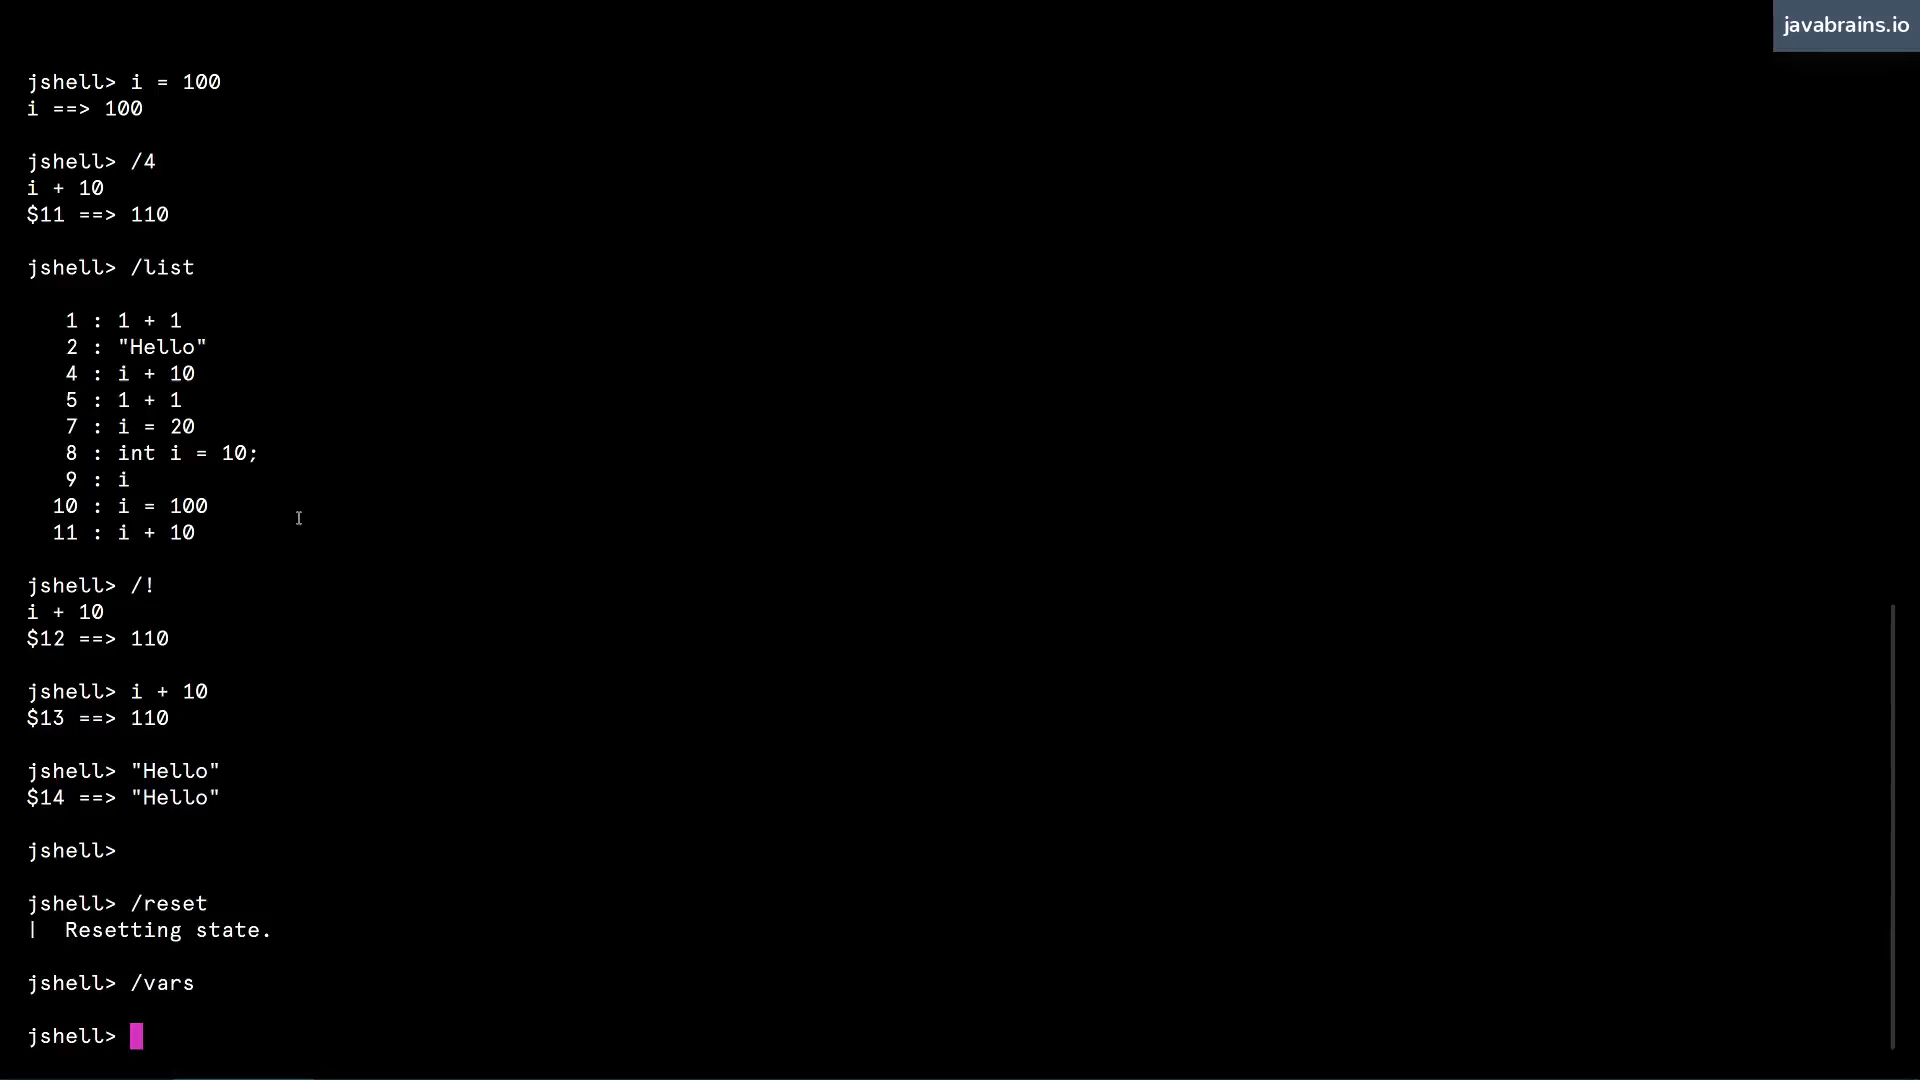 javabrains.io
jshell> i = 100
i ==> 100
jshell> /4
i + 10
$11 ==> 110
jshell> /list
1 : 1 + 1
2 : "Hello"
4 : i + 10
5 : 1 + 1
7 : i = 20
8 : int i = 10;
9 : i
10 : i = 100
11 : i + 10
jshell> /!
i + 10
$12 ==> 110
jshell> i + 10
$13 ==> 110
jshell> "Hello"
$14 ==> "Hello"
jshell>
jshell> /reset
|  Resetting state.
jshell> /vars
jshell>